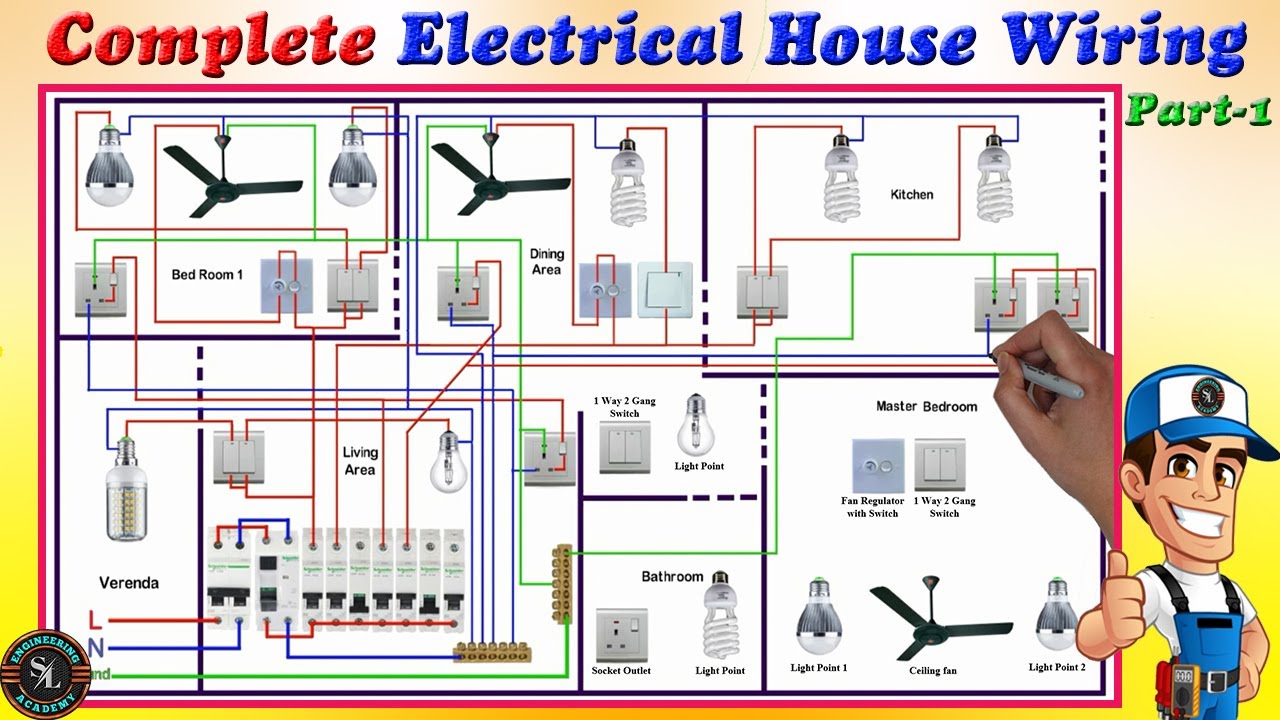 Complete Electrical House Wiring
Part-1
Bed Room 1
Dining
Area
Kitchen
1 Way 2 Gang
Switch
Light Point
Master Bedroom
Living
Area
Fan Regulator
with Switch
1 Way 2 Gang
Switch
Verenda
Bathroom
L
N
nd
Socket Outlet
Light Point
Light Point 1
Ceiling fan
Light Point 2
ENGINEERING
S/L
ACADEMY